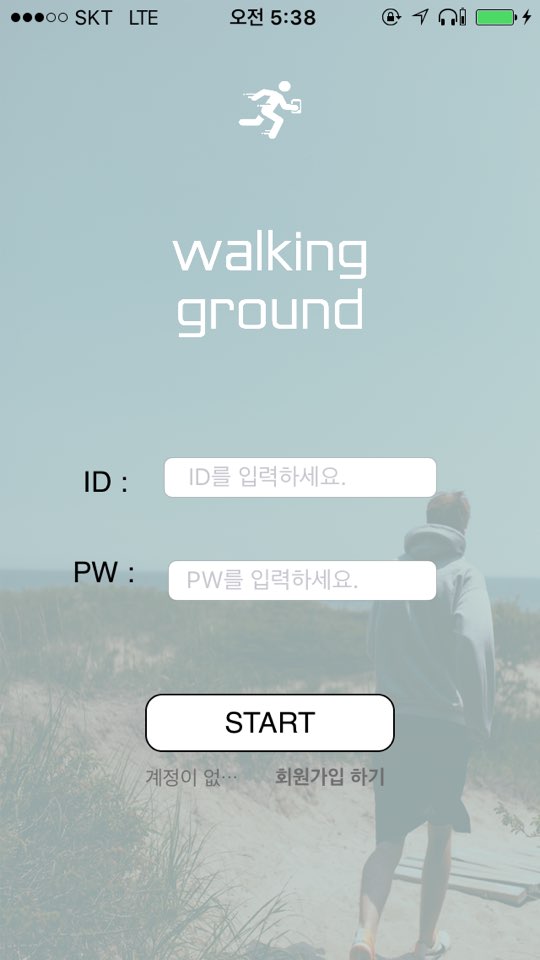 SKT LTE 오전 5:38
walking
ground
ID : ID를 입력하세요.
PW : PW를 입력하세요.
START
계정이 없… 회원가입 하기